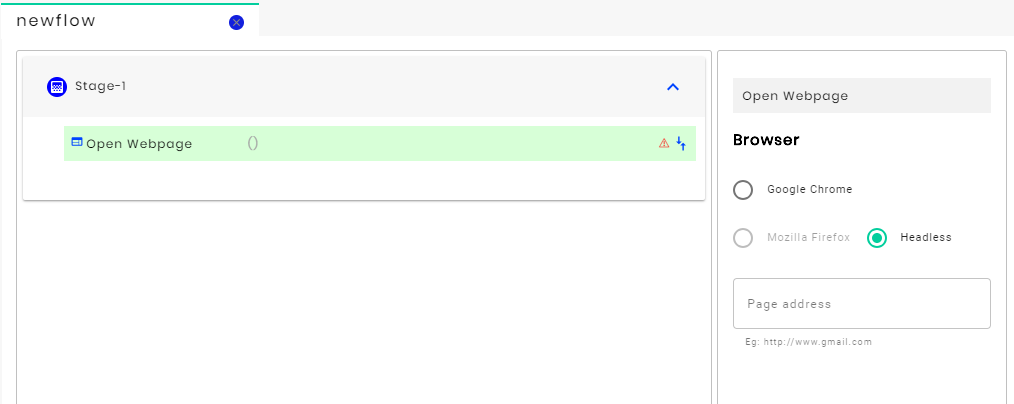 newflow
Stage-1
Open Webpage ()
Open Webpage
Browser
Google Chrome
Mozilla Firefox Headless
Page address
Eg: http://www.gmail.com